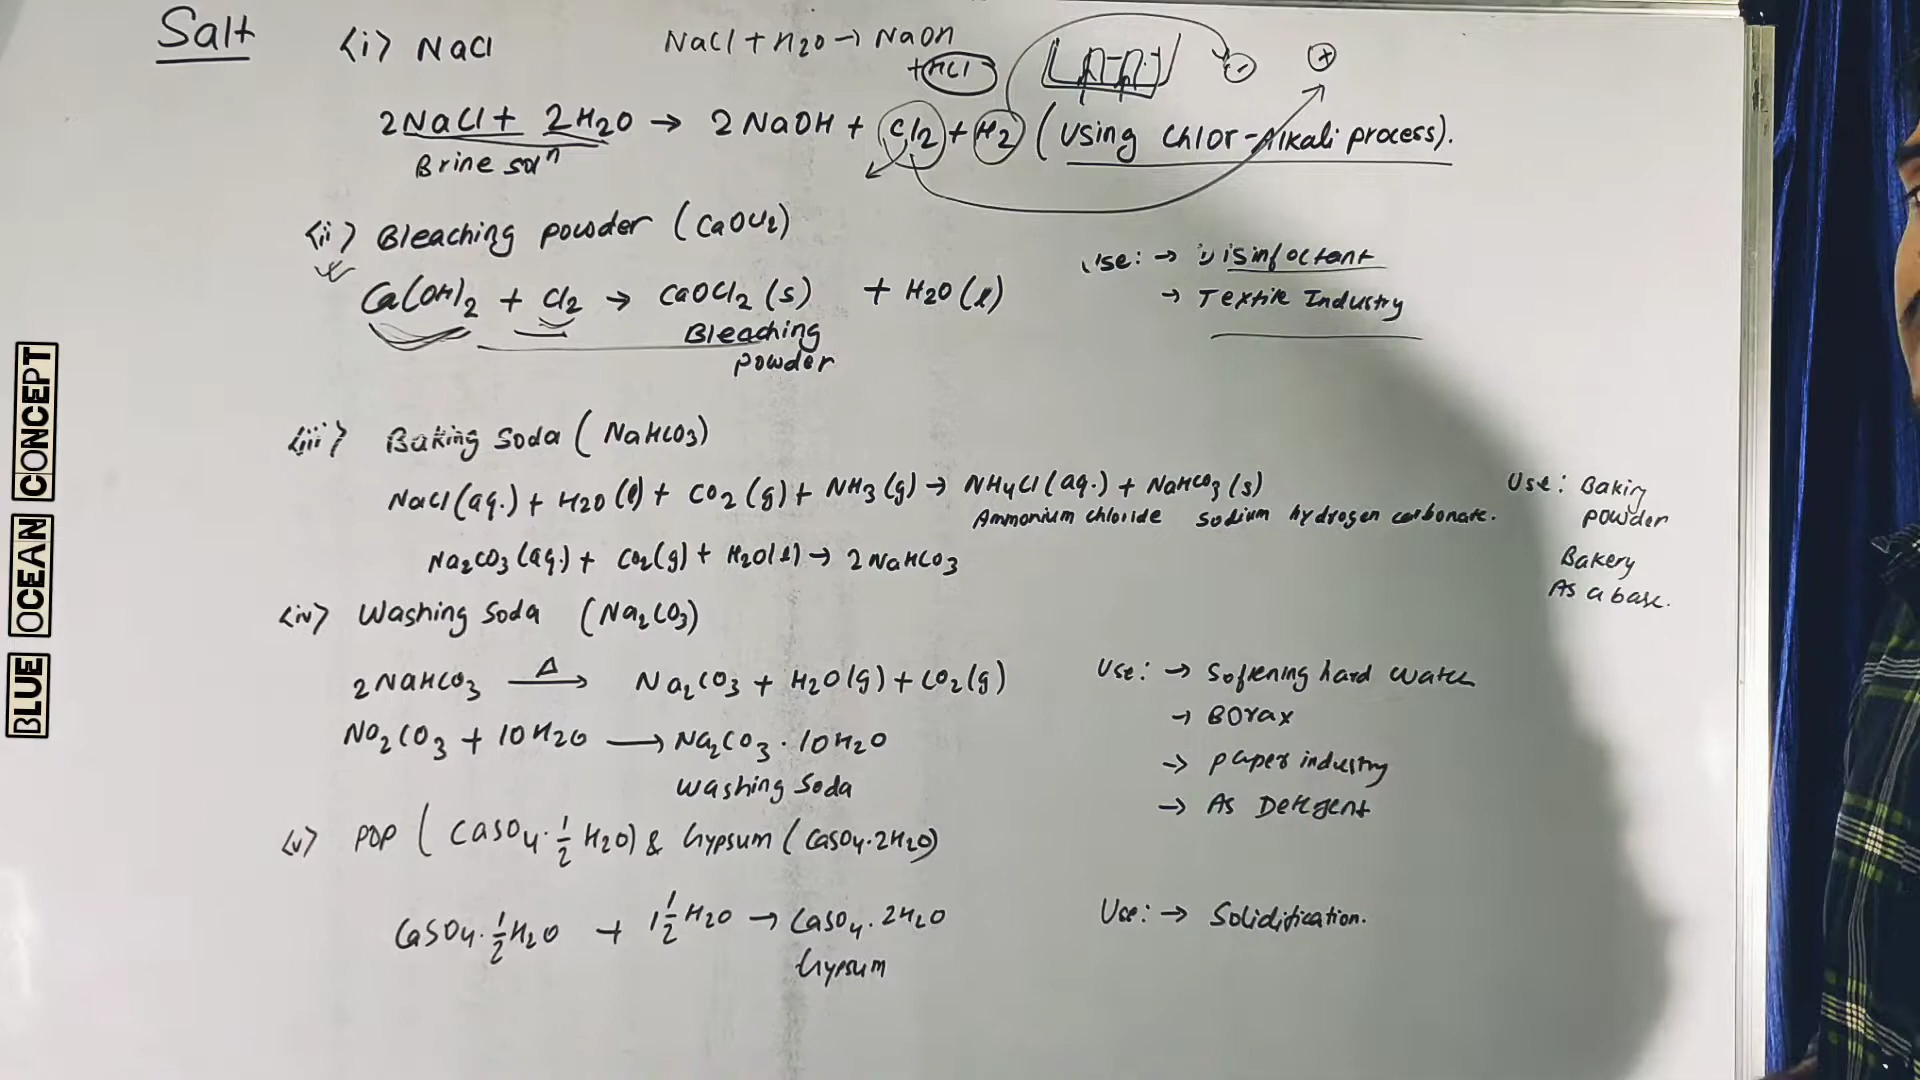 Salt
(i) NaCl
NaCl + H2O → NaOH
+ HCl
2NaCl + 2H2O → 2NaOH + Cl2 + H2 (Using Chlor-Alkali process).
Brine solⁿ
- +
(ii) Bleaching powder (CaOCl2)
Ca(OH)2 + Cl2 → CaOCl2 (s) + H2O (l)
Bleaching
powder
Use: → Disinfoctant
→ Textile Industry
(iii) Baking Soda (NaHCO3)
NaCl (aq.) + H2O (l) + CO2 (g) + NH3 (g) → NH4Cl (aq.) + NaHCO3 (s)
Ammonium chloride Sodium hydrogen carbonate.
Na2CO3 (aq.) + CO2 (g) + H2O (l) → 2NaHCO3
Use: Baking
powder
Bakery
As a base.
(iv) Washing Soda (Na2CO3)
2NaHCO3 —Δ→ Na2CO3 + H2O (g) + CO2 (g)
NO2CO3 + 10H2O → Na2CO3 · 10H2O
Washing Soda
Use: → Softening hard water
→ Borax
→ paper industry
→ As Detergent
(v) POP (CaSO4 · 1/2 H2O) & Gypsum (CaSO4 · 2H2O)
CaSO4 · 1/2 H2O + 1 1/2 H2O → CaSO4 · 2H2O
Gypsum
Use: → Solidification.
BLUE OCEAN CONCEPT